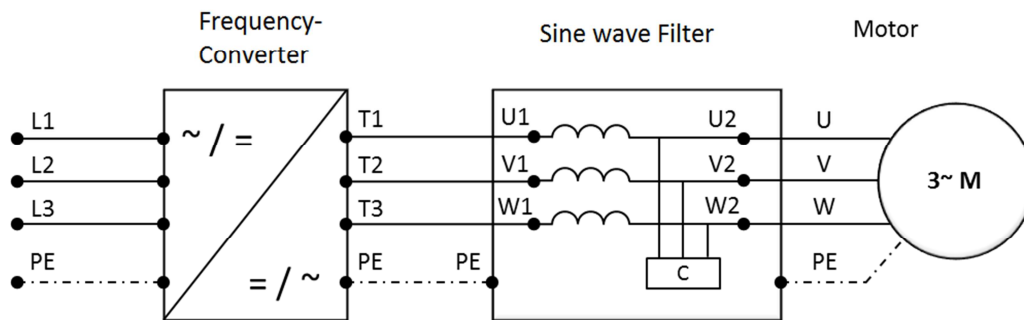 Frequency-
Converter
Sine wave Filter
Motor
L1
L2
L3
PE
~ / =
= / ~
T1
T2
T3
PE
PE
U1
V1
W1
U2
V2
W2
C
U
V
W
PE
3~ M